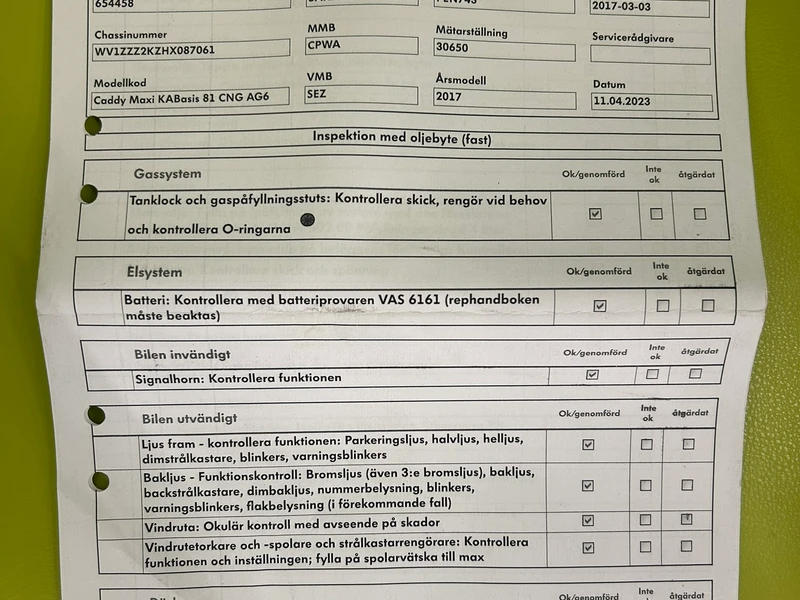 654458
2017-03-03
Chassinummer
MMB
Mätarställning
Servicerådgivare
WV1ZZZ2KZHX087061
CPWA
30650
Modellkod
VMB
Årsmodell
Datum
Caddy Maxi KABasis 81 CNG AG6
SEZ
2017
11.04.2023
Inspektion med oljebyte (fast)
Gassystem
Ok/genomförd
Inte
ok
åtgärdat
Tanklock och gaspåfyllningsstuts: Kontrollera skick, rengör vid behov
och kontrollera O-ringarna
Elsystem
Ok/genomförd
Inte
ok
åtgärdat
Batteri: Kontrollera med batteriprovaren VAS 6161 (rephandboken
måste beaktas)
Bilen invändigt
Ok/genomförd
Inte
ok
åtgärdat
Signalhorn: Kontrollera funktionen
Bilen utvändigt
Ok/genomförd
Inte
ok
åtgärdat
Ljus fram - kontrollera funktionen: Parkeringsljus, halvljus, helljus,
dimstrålkastare, blinkers, varningsblinkers
Bakljus - Funktionskontroll: Bromsljus (även 3:e bromsljus), bakljus,
backstrålkastare, dimbakljus, nummerbelysning, blinkers,
varningsblinkers, flakbelysning (i förekommande fall)
Vindruta: Okulär kontroll med avseende på skador
Vindrutetorkare och -spolare och strålkastarrengörare: Kontrollera
funktionen och inställningen; fylla på spolarvätska till max
Ok/genomförd
Inte
åtgärdat